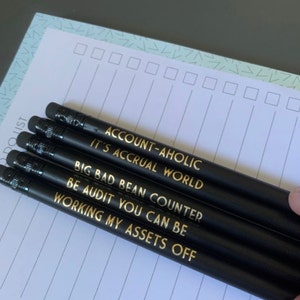 ACCOUNT-AHOLIC
IT'S ACCRUAL WORLD
BIG BAD BEAN COUNTER
BE AUDIT YOU CAN BE
WORKING MY ASSETS OFF